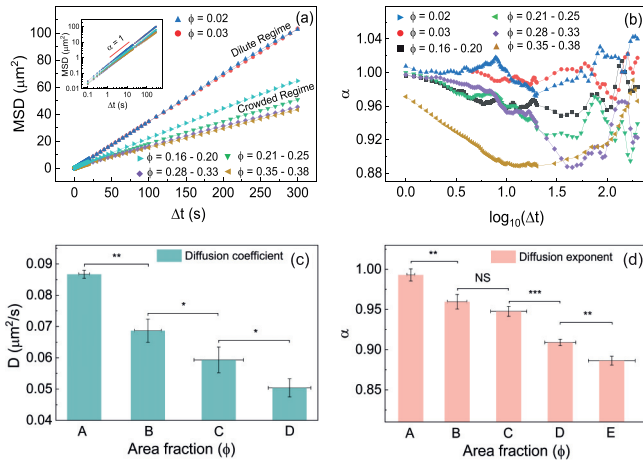 (a)
ϕ = 0.02
ϕ = 0.03
100
10
1
0.1
0.01
α = 1
MSD (μm²)
0.1 1 10 100
Δt (s)
Dilute Regime
Crowded Regime
ϕ = 0.16 - 0.20
ϕ = 0.21 - 0.25
ϕ = 0.28 - 0.33
ϕ = 0.35 - 0.38
120
100
80
60
40
20
0
MSD (μm²)
0 50 100 150 200 250 300
Δt (s)
(b)
ϕ = 0.02
ϕ = 0.03
ϕ = 0.16 - 0.20
ϕ = 0.21 - 0.25
ϕ = 0.28 - 0.33
ϕ = 0.35 - 0.38
1.04
1.00
0.96
0.92
0.88
α
0.0 0.5 1.0 1.5 2.0
log₁₀(Δt)
(c)
Diffusion coefficient
** * *
0.09
0.08
0.07
0.06
0.05
0.04
D (μm²/s)
A B C D
Area fraction (ϕ)
(d)
Diffusion exponent
** NS *** **
1.00
0.95
0.90
0.85
α
A B C D E
Area fraction (ϕ)